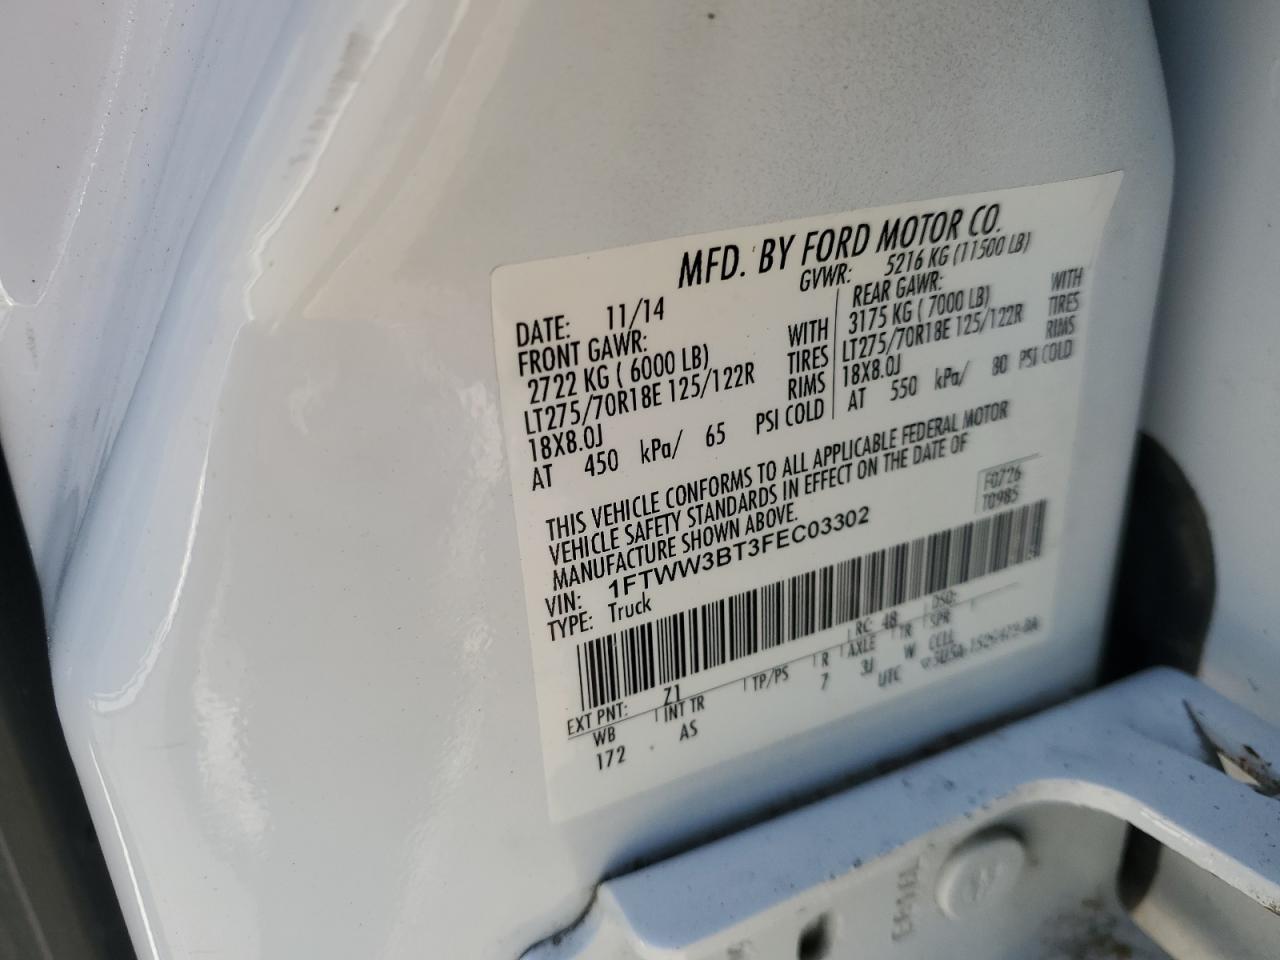 MFD. BY FORD MOTOR CO.
DATE: 11/14 GVWR: 5216 KG (11500 LB)
FRONT GAWR: REAR GAWR:
2722 KG ( 6000 LB) WITH 3175 KG ( 7000 LB) WITH
LT275/70R18E 125/122R TIRES LT275/70R18E 125/122R TIRES
18X8.0J RIMS 18X8.0J RIMS
AT 450 kPa/ 65 PSI COLD AT 550 kPa/ 80 PSI COLD
THIS VEHICLE CONFORMS TO ALL APPLICABLE FEDERAL MOTOR
VEHICLE SAFETY STANDARDS IN EFFECT ON THE DATE OF
MANUFACTURE SHOWN ABOVE.
F0726
T0985
VIN: 1FTWW3BT3FEC03302
TYPE: Truck
EXT PNT: Z1 RC: 48 DSO:
WB INT TR TP/PS R AXLE TR SPR
172 AS 7 3J W CCLL
UTC